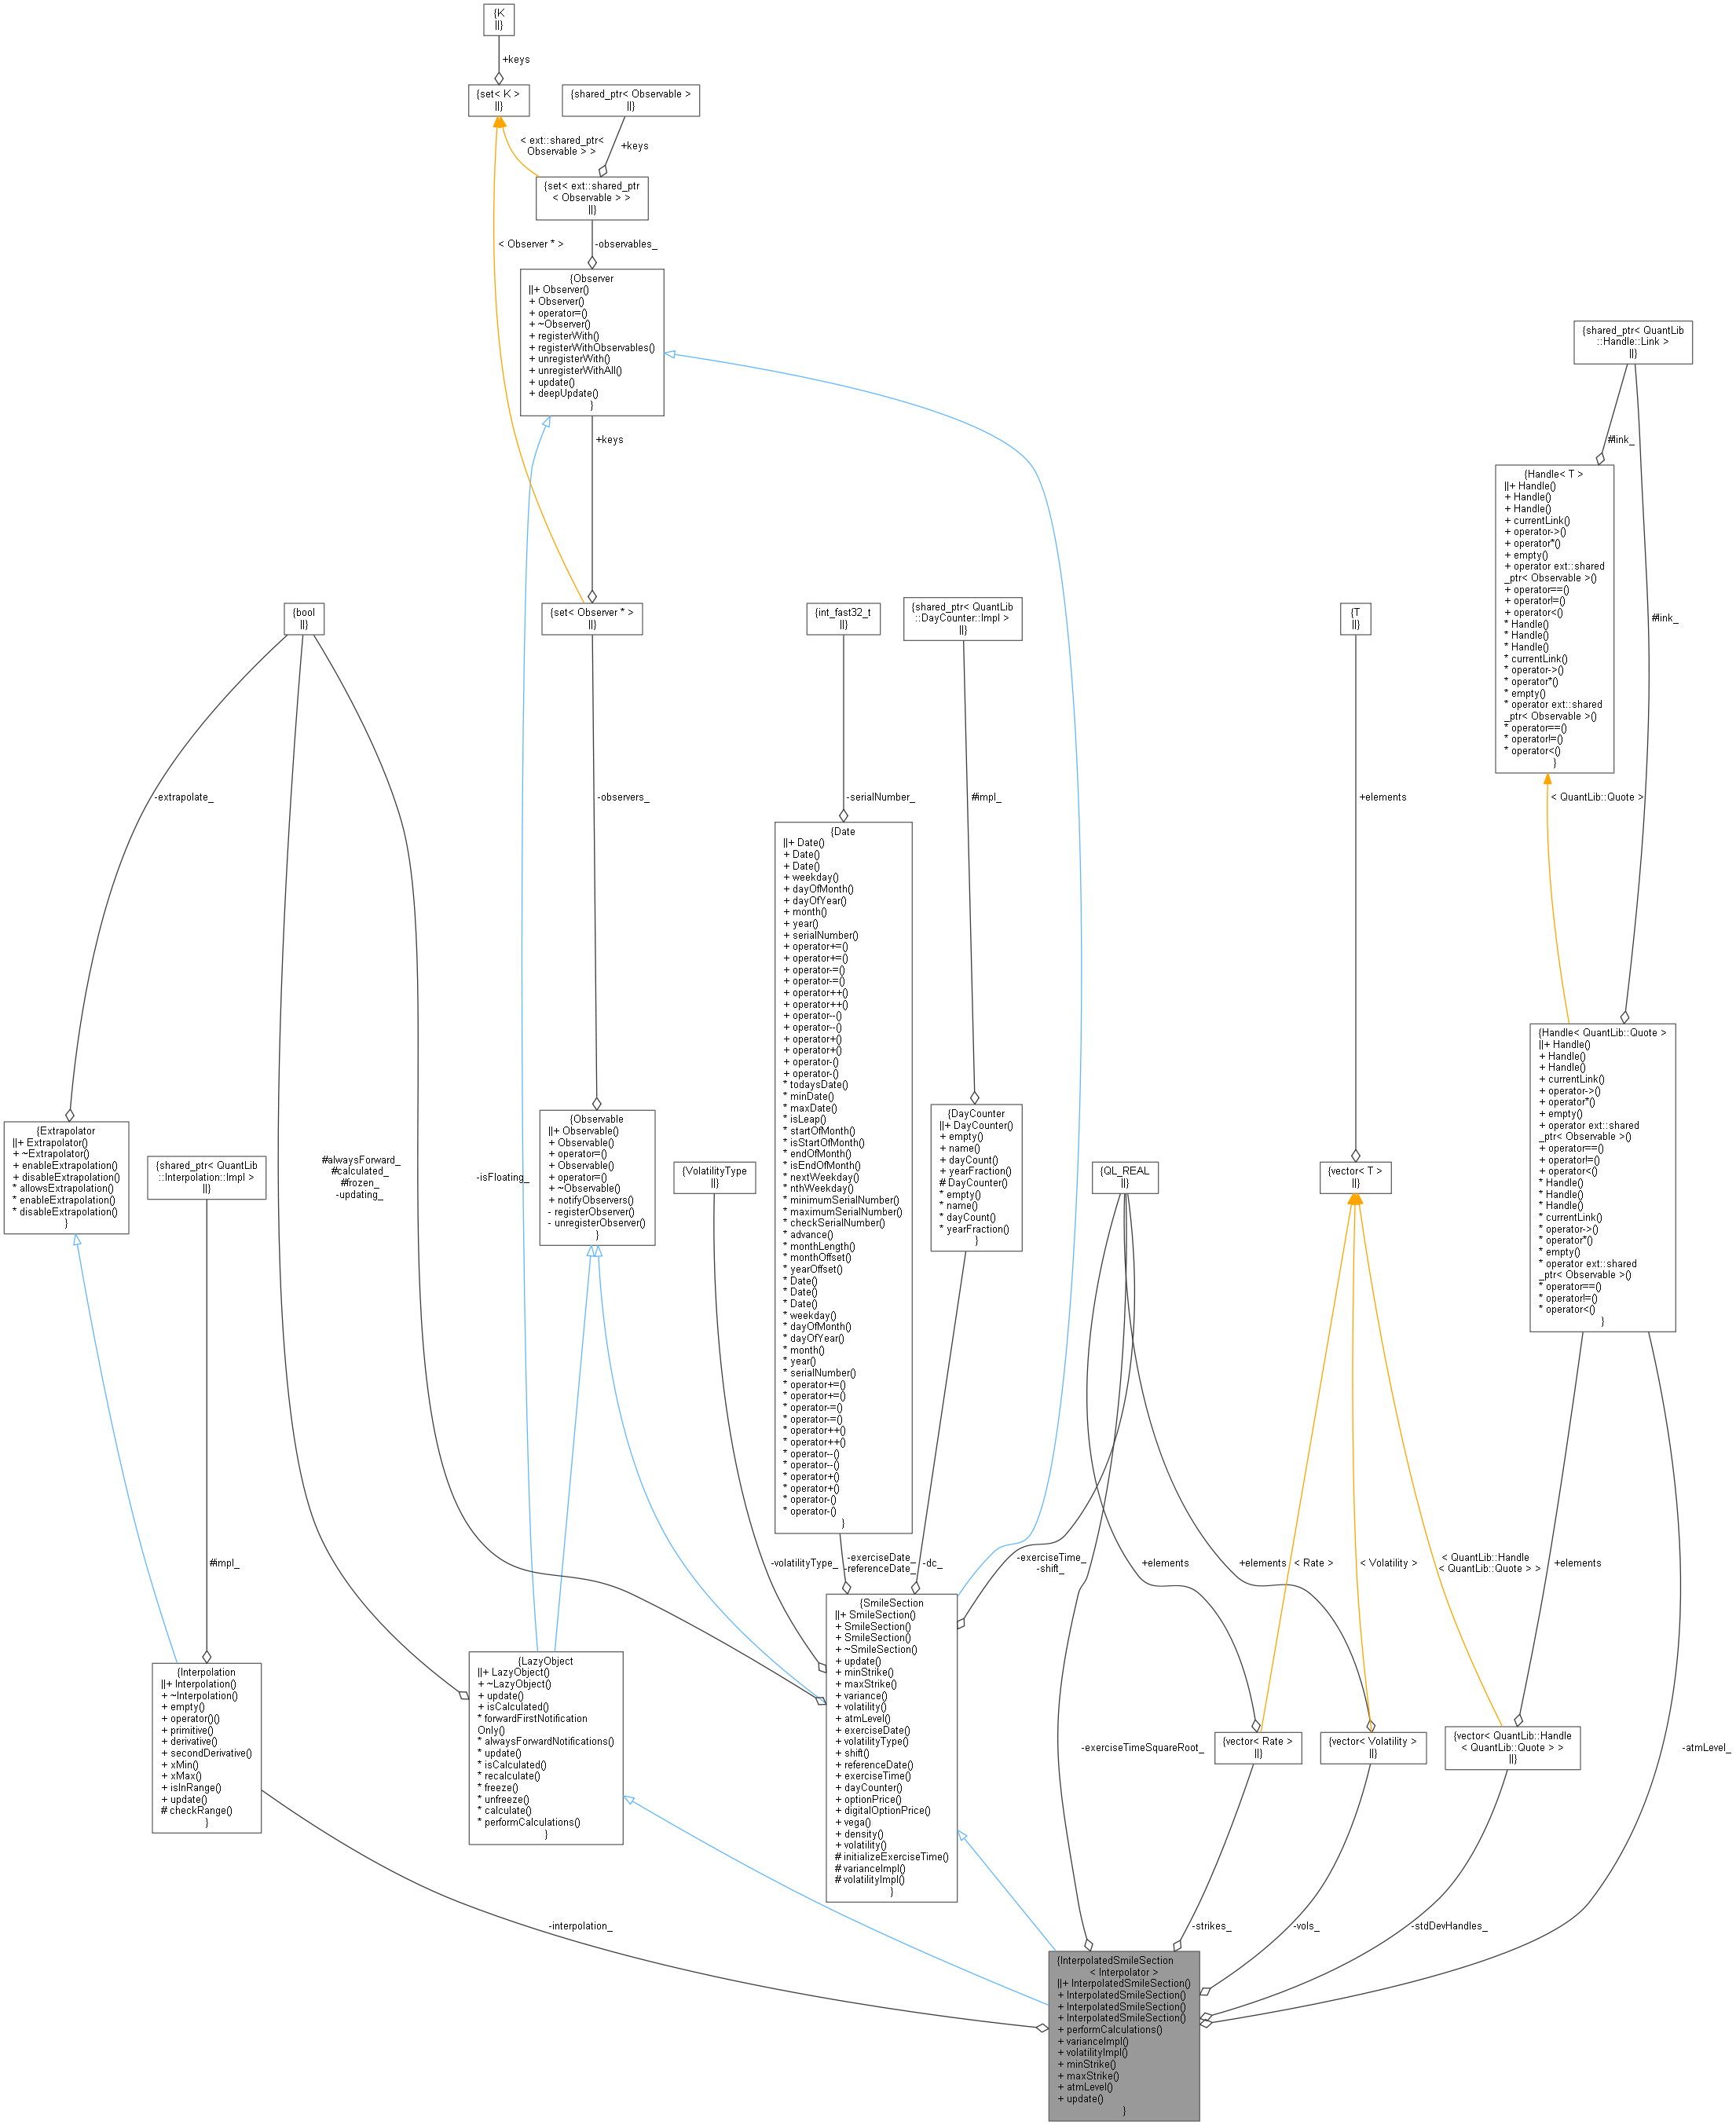 {K
||}
+keys
{set< K >
||}
{shared_ptr< Observable >
||}
< ext::shared_ptr<
Observable > >
+keys
{set< ext::shared_ptr
< Observable > >
||}
< Observer * >
-observables_
{Observer
||+ Observer()
+ Observer()
+ operator=()
+ ~Observer()
+ registerWith()
+ registerWithObservables()
+ unregisterWith()
+ unregisterWithAll()
+ update()
+ deepUpdate()
}
+keys
{shared_ptr< QuantLib
::Handle::Link >
||}
#link_
{Handle< T >
||+ Handle()
+ Handle()
+ Handle()
+ currentLink()
+ operator->()
+ operator*()
+ empty()
+ operator ext::shared
_ptr< Observable >()
+ operator==()
+ operator!=()
+ operator<()
* Handle()
* Handle()
* Handle()
* currentLink()
* operator->()
* operator*()
* empty()
* operator ext::shared
_ptr< Observable >()
* operator==()
* operator!=()
* operator<()
}
#link_
{bool
||}
{set< Observer * >
||}
{int_fast32_t
||}
{shared_ptr< QuantLib
::DayCounter::Impl >
||}
{T
||}
-extrapolate_
-observers_
-serialNumber_
#impl_
+elements
< QuantLib::Quote >
{Date
||+ Date()
+ Date()
+ Date()
+ weekday()
+ dayOfMonth()
+ dayOfYear()
+ month()
+ year()
+ serialNumber()
+ operator+=()
+ operator+=()
+ operator-=()
+ operator-=()
+ operator++()
+ operator++()
+ operator--()
+ operator--()
+ operator+()
+ operator+()
+ operator-()
+ operator-()
* todaysDate()
* minDate()
* maxDate()
* isLeap()
* startOfMonth()
* isStartOfMonth()
* endOfMonth()
* isEndOfMonth()
* nextWeekday()
* nthWeekday()
* minimumSerialNumber()
* maximumSerialNumber()
* checkSerialNumber()
* advance()
* monthLength()
* monthOffset()
* yearOffset()
* Date()
* Date()
* Date()
* weekday()
* dayOfMonth()
* dayOfYear()
* month()
* year()
* serialNumber()
* operator+=()
* operator+=()
* operator-=()
* operator-=()
* operator++()
* operator++()
* operator--()
* operator--()
* operator+()
* operator+()
* operator-()
* operator-()
}
{Handle< QuantLib::Quote >
||+ Handle()
+ Handle()
+ Handle()
+ currentLink()
+ operator->()
+ operator*()
+ empty()
+ operator ext::shared
_ptr< Observable >()
+ operator==()
+ operator!=()
+ operator<()
* Handle()
* Handle()
* Handle()
* currentLink()
* operator->()
* operator*()
* empty()
* operator ext::shared
_ptr< Observable >()
* operator==()
* operator!=()
* operator<()
}
{Extrapolator
||+ Extrapolator()
+ ~Extrapolator()
+ enableExtrapolation()
+ disableExtrapolation()
* allowsExtrapolation()
* enableExtrapolation()
* disableExtrapolation()
}
{shared_ptr< QuantLib
::Interpolation::Impl >
||}
#alwaysForward_
#calculated_
#frozen_
-updating_
-isFloating_
{Observable
||+ Observable()
+ Observable()
+ operator=()
+ Observable()
+ operator=()
+ ~Observable()
+ notifyObservers()
- registerObserver()
- unregisterObserver()
}
{VolatilityType
||}
{DayCounter
||+ DayCounter()
+ empty()
+ name()
+ dayCount()
+ yearFraction()
# DayCounter()
* empty()
* name()
* dayCount()
* yearFraction()
}
{QL_REAL
||}
{vector< T >
||}
#impl_
-volatilityType_
-exerciseDate_
-referenceDate_
-dc_
-exerciseTime_
-shift_
+elements
+elements
< Rate >
< Volatility >
< QuantLib::Handle
< QuantLib::Quote > >
+elements
{Interpolation
||+ Interpolation()
+ ~Interpolation()
+ empty()
+ operator()()
+ primitive()
+ derivative()
+ secondDerivative()
+ xMin()
+ xMax()
+ isInRange()
+ update()
# checkRange()
}
{LazyObject
||+ LazyObject()
+ ~LazyObject()
+ update()
+ isCalculated()
* forwardFirstNotification
Only()
* alwaysForwardNotifications()
* update()
* isCalculated()
* recalculate()
* freeze()
* unfreeze()
* calculate()
* performCalculations()
}
{SmileSection
||+ SmileSection()
+ SmileSection()
+ SmileSection()
+ ~SmileSection()
+ update()
+ minStrike()
+ maxStrike()
+ variance()
+ volatility()
+ atmLevel()
+ exerciseDate()
+ volatilityType()
+ shift()
+ referenceDate()
+ exerciseTime()
+ dayCounter()
+ optionPrice()
+ digitalOptionPrice()
+ vega()
+ density()
+ volatility()
# initializeExerciseTime()
# varianceImpl()
# volatilityImpl()
}
-exerciseTimeSquareRoot_
{vector< Rate >
||}
{vector< Volatility >
||}
{vector< QuantLib::Handle
< QuantLib::Quote > >
||}
-atmLevel_
-interpolation_
-strikes_
-vols_
-stdDevHandles_
{InterpolatedSmileSection
< Interpolator >
||+ InterpolatedSmileSection()
+ InterpolatedSmileSection()
+ InterpolatedSmileSection()
+ InterpolatedSmileSection()
+ performCalculations()
+ varianceImpl()
+ volatilityImpl()
+ minStrike()
+ maxStrike()
+ atmLevel()
+ update()
}